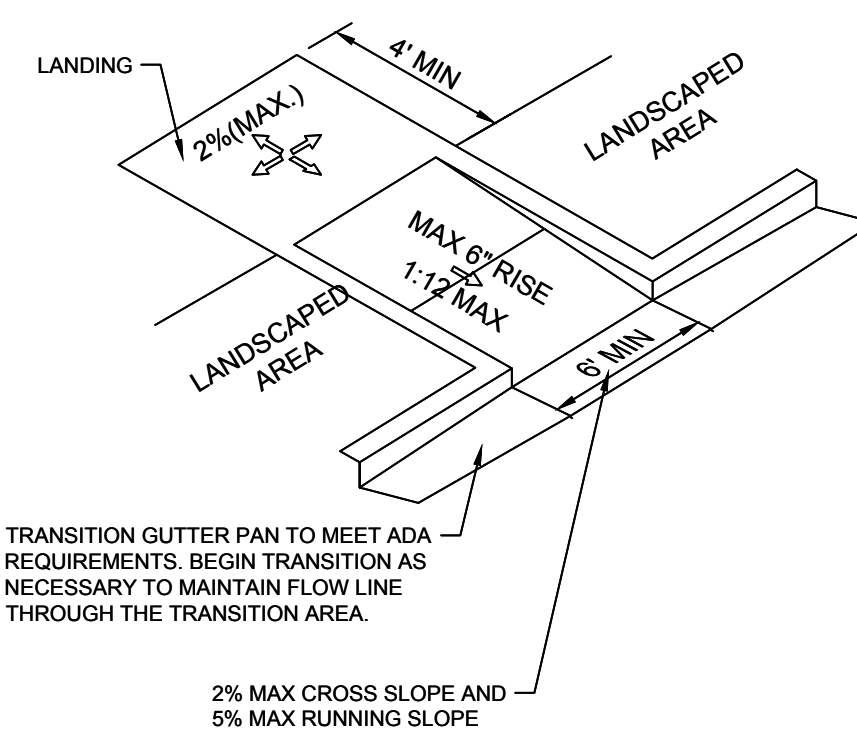 LANDING
4' MIN
2%(MAX.)
LANDSCAPED
AREA
MAX 6" RISE
1:12 MAX
LANDSCAPED
AREA
6' MIN
TRANSITION GUTTER PAN TO MEET ADA
REQUIREMENTS. BEGIN TRANSITION AS
NECESSARY TO MAINTAIN FLOW LINE
THROUGH THE TRANSITION AREA.
2% MAX CROSS SLOPE AND
5% MAX RUNNING SLOPE